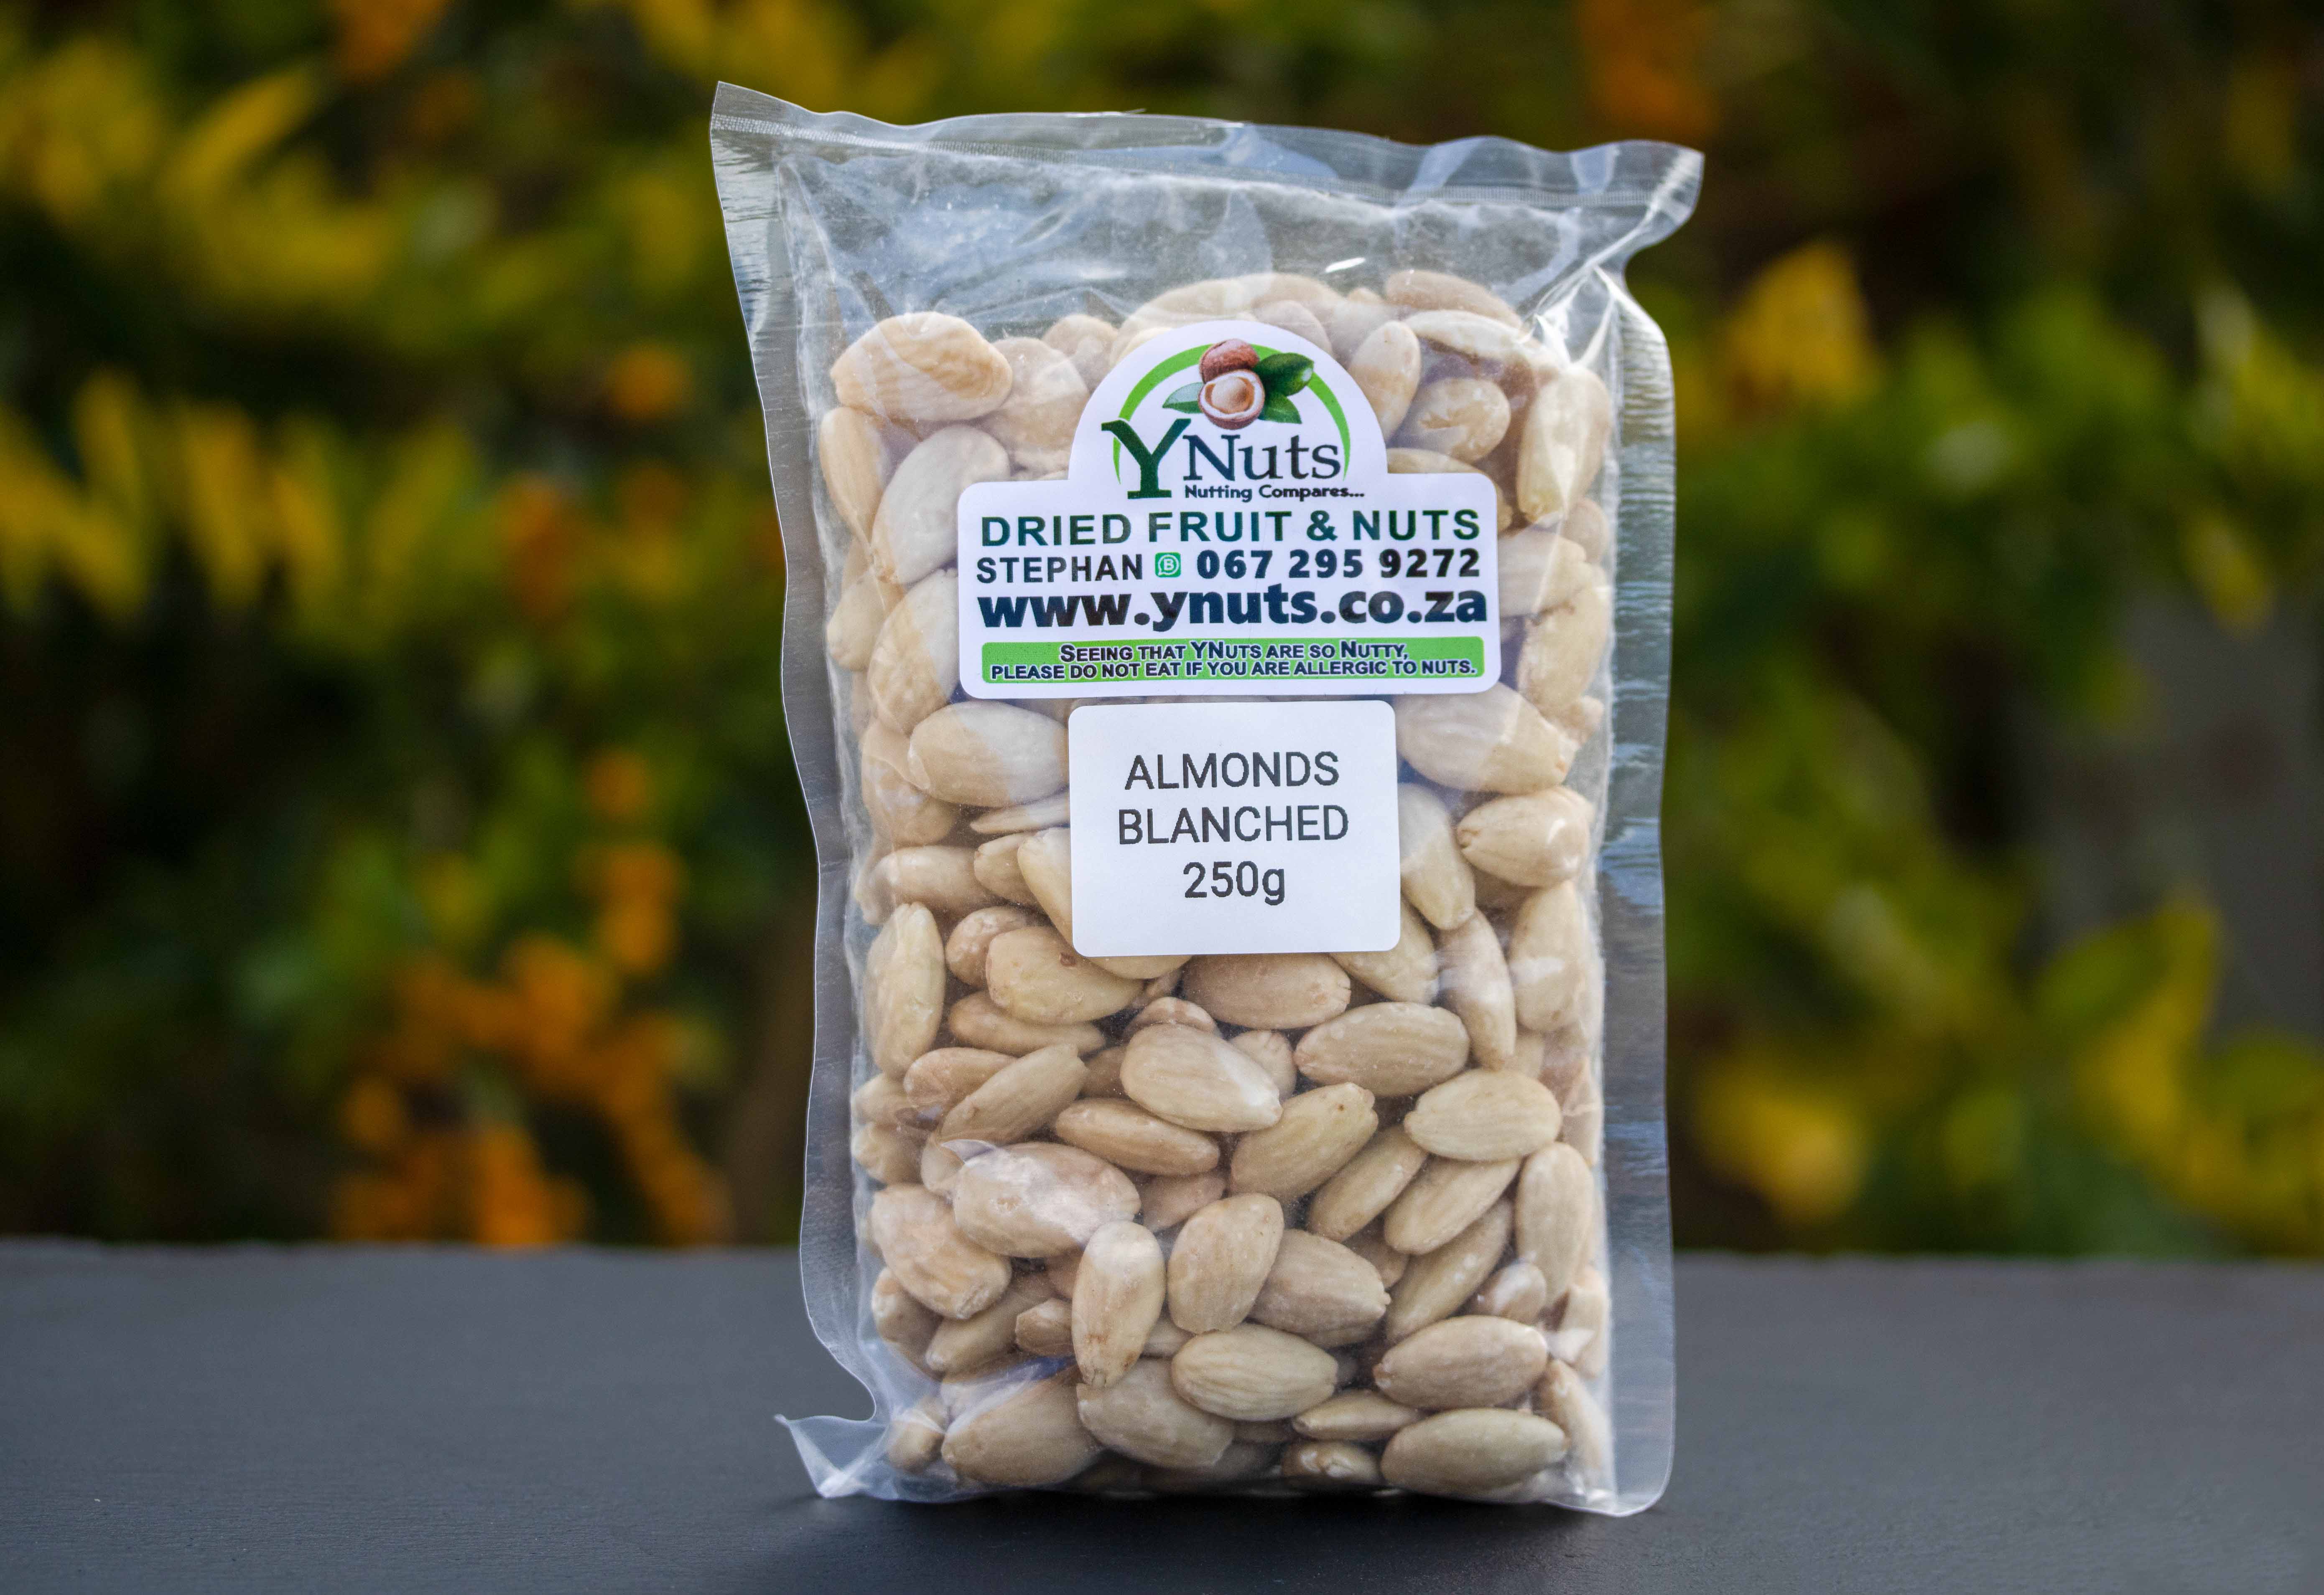 YNuts
Nutting Compares...
DRIED FRUIT & NUTS
STEPHAN 067 295 9272
www.ynuts.co.za
SEEING THAT YNUTS ARE SO NUTTY,
PLEASE DO NOT EAT IF YOU ARE ALLERGIC TO NUTS.
ALMONDS
BLANCHED
250g